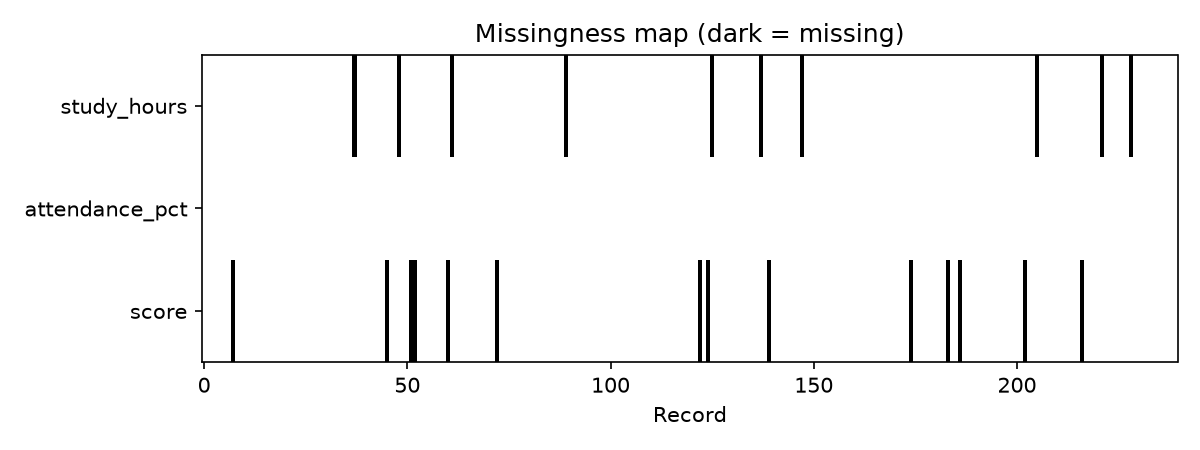 Missingness map (dark = missing)
study_hours
attendance_pct
score
0 50 100 150 200
Record